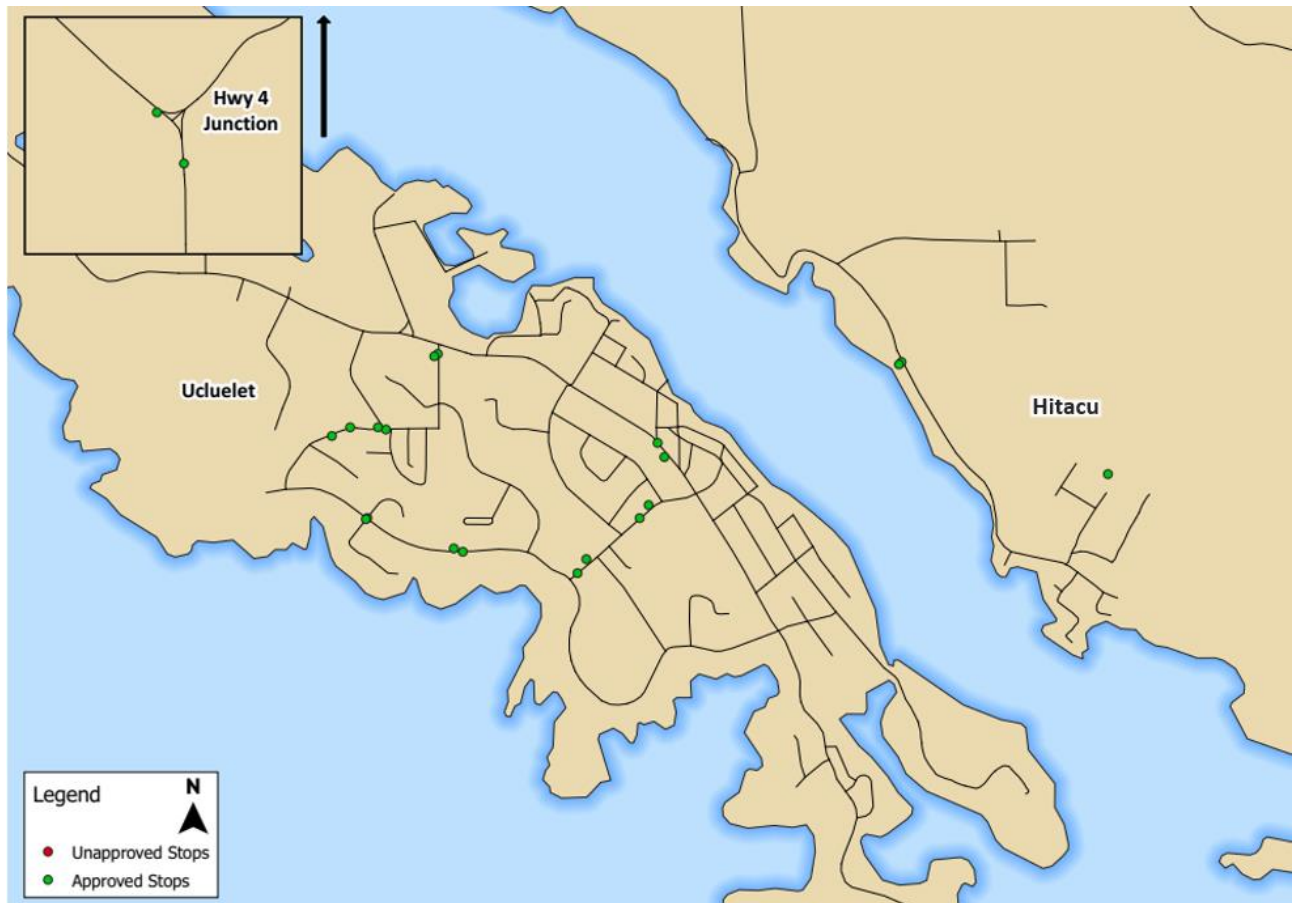 Hwy 4
Junction
Ucluelet
Hitacu
Legend
N
Unapproved Stops
Approved Stops